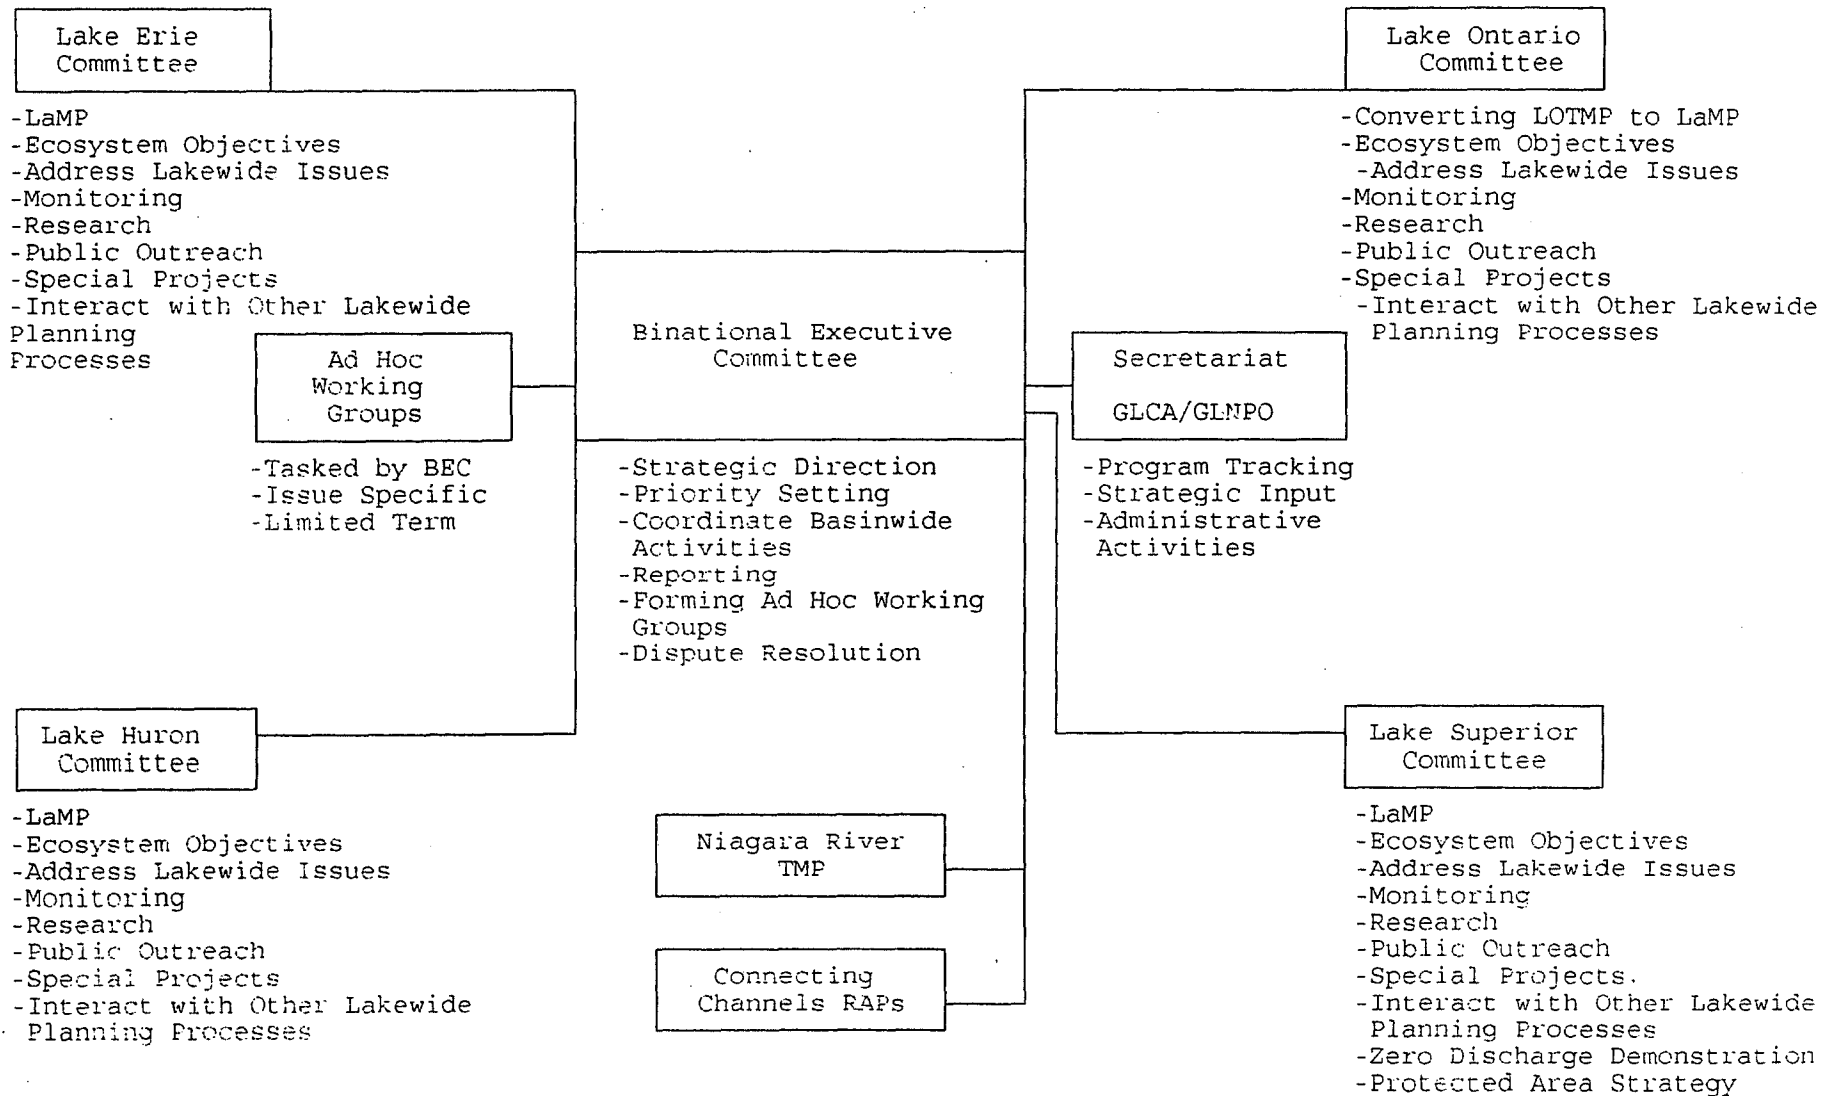 Lake Erie
Committee
-LaMP
-Ecosystem Objectives
-Address Lakewide Issues
-Monitoring
-Research
-Public Outreach
-Special Projects
-Interact with Other Lakewide
Planning
Processes
Lake Ontario
Committee
-Converting LOTMP to LaMP
-Ecosystem Objectives
-Address Lakewide Issues
-Monitoring
-Research
-Public Outreach
-Special Projects
-Interact with Other Lakewide
Planning Processes
Ad Hoc
Working
Groups
-Tasked by BEC
-Issue Specific
-Limited Term
Binational Executive
Committee
-Strategic Direction
-Priority Setting
-Coordinate Basinwide
Activities
-Reporting
-Forming Ad Hoc Working
Groups
-Dispute Resolution
Secretariat
GLCA/GLNPO
-Program Tracking
-Strategic Input
-Administrative
Activities
Lake Huron
Committee
-LaMP
-Ecosystem Objectives
-Address Lakewide Issues
-Monitoring
-Research
-Public Outreach
-Special Projects
-Interact with Other Lakewide
Planning Processes
Niagara River
TMP
Connecting
Channels RAPs
Lake Superior
Committee
-LaMP
-Ecosystem Objectives
-Address Lakewide Issues
-Monitoring
-Research
-Public Outreach
-Special Projects.
-Interact with Other Lakewide
Planning Processes
-Zero Discharge Demonstration
-Protected Area Strategy